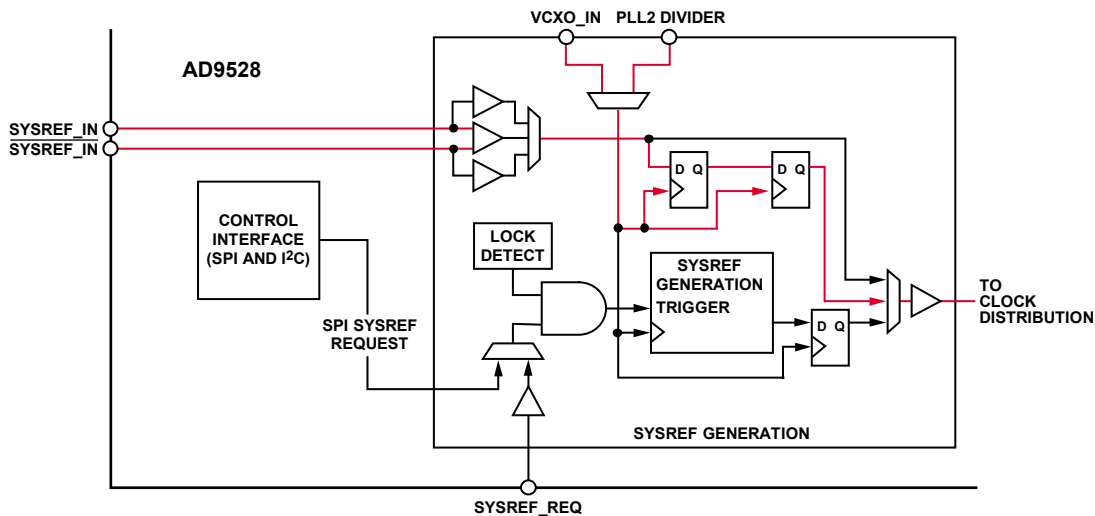 VCXO_IN PLL2 DIVIDER
AD9528
SYSREF_IN
SYSREF_IN
D Q
D Q
CONTROL
INTERFACE
(SPI AND I²C)
LOCK
DETECT
SYSREF
GENERATION
TRIGGER
TO
CLOCK
DISTRIBUTION
SPI SYSREF
REQUEST
D Q
SYSREF GENERATION
SYSREF_REQ